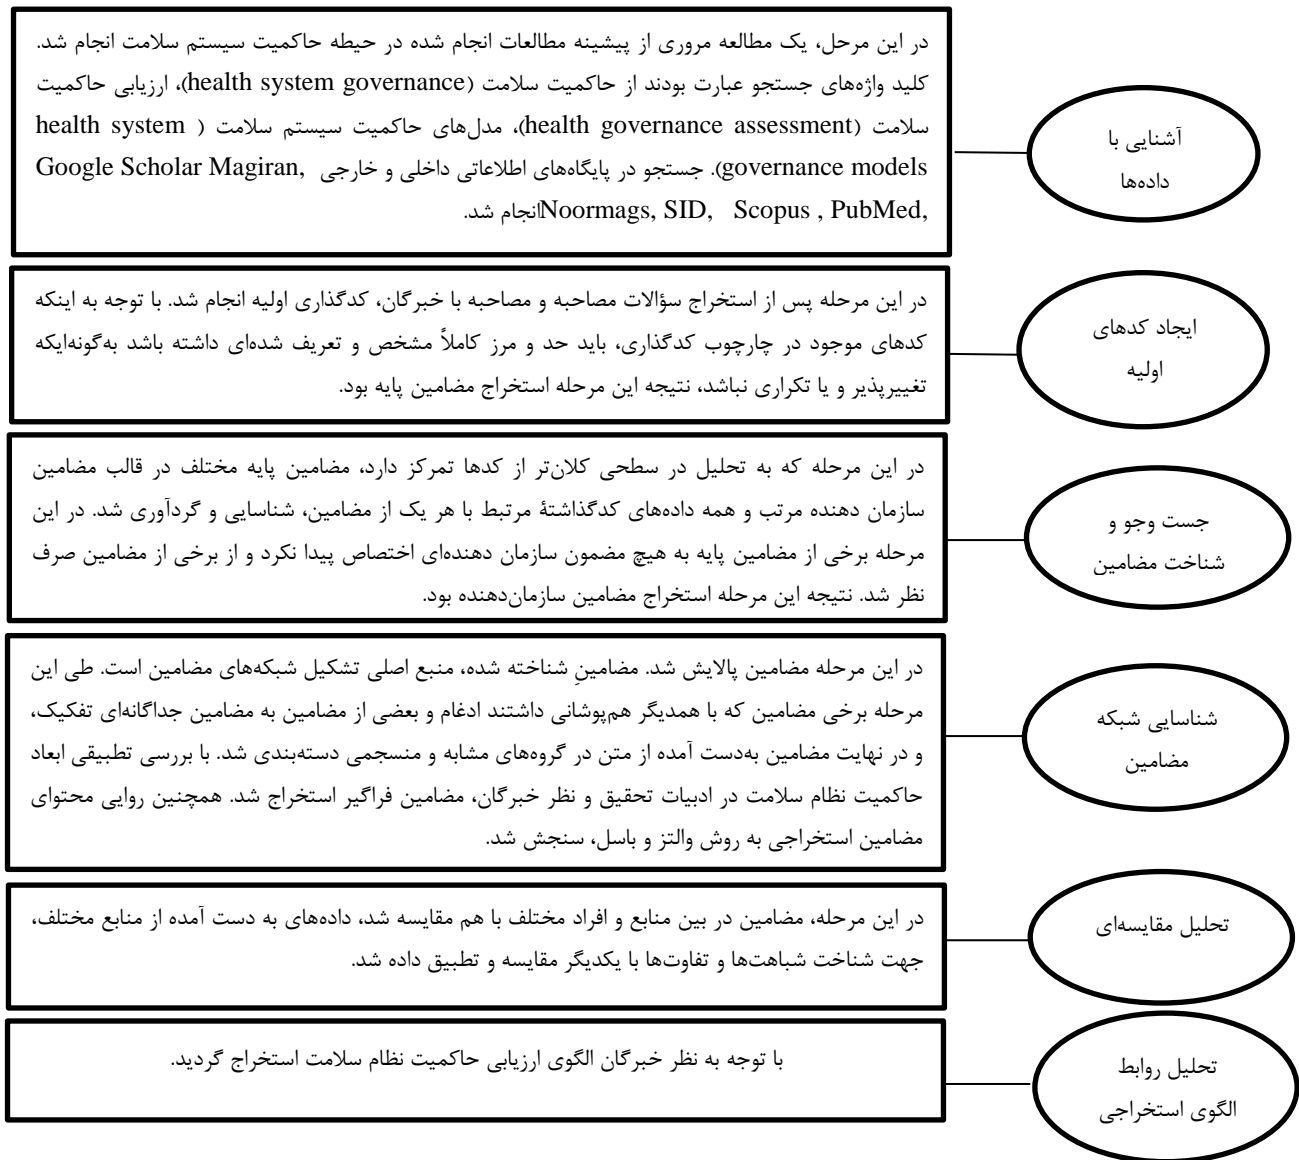 آشنایی با
داده‌ها
در این مرحل، یک مطالعه مروری از پیشینه مطالعات انجام شده در حیطه حاکمیت سیستم سلامت انجام شد.
کلید واژه‌های جستجو عبارت بودند از حاکمیت سلامت (health system governance)، ارزیابی حاکمیت
سلامت (health governance assessment)، مدل‌های حاکمیت سیستم سلامت ( health system
governance models). جستجو در پایگاه‌های اطلاعاتی داخلی و خارجی Google Scholar Magiran,
Noormags, SID, Scopus , PubMed,انجام شد.
ایجاد کدهای
اولیه
در این مرحله پس از استخراج سؤالات مصاحبه و مصاحبه با خبرگان، کدگذاری اولیه انجام شد. با توجه به اینکه
کدهای موجود در چارچوب کدگذاری، باید حد و مرز کاملاً مشخص و تعریف شده‌ای داشته باشد به‌گونه‌ایکه
تغییرپذیر و یا تکراری نباشد، نتیجه این مرحله استخراج مضامین پایه بود.
جست وجو و
شناخت مضامین
در این مرحله که به تحلیل در سطحی کلان‌تر از کدها تمرکز دارد، مضامین پایه مختلف در قالب مضامین
سازمان دهنده مرتب و همه داده‌های کدگذاشتهٔ مرتبط با هر یک از مضامین، شناسایی و گردآوری شد. در این
مرحله برخی از مضامین پایه به هیچ مضمون سازمان دهنده‌ای اختصاص پیدا نکرد و از برخی از مضامین صرف
نظر شد. نتیجه این مرحله استخراج مضامین سازمان‌دهنده بود.
شناسایی شبکه
مضامین
در این مرحله مضامین پالایش شد. مضامینِ شناخته شده، منبع اصلی تشکیل شبکه‌های مضامین است. طی این
مرحله برخی مضامین که با همدیگر هم‌پوشانی داشتند ادغام و بعضی از مضامین به مضامین جداگانه‌ای تفکیک،
و در نهایت مضامین به‌دست آمده از متن در گروه‌های مشابه و منسجمی دسته‌بندی شد. با بررسی تطبیقی ابعاد
حاکمیت نظام سلامت در ادبیات تحقیق و نظر خبرگان، مضامین فراگیر استخراج شد. همچنین روایی محتوای
مضامین استخراجی به روش والتز و باسل، سنجش شد.
تحلیل مقایسه‌ای
در این مرحله، مضامین در بین منابع و افراد مختلف با هم مقایسه شد، داده‌های به دست آمده از منابع مختلف،
جهت شناخت شباهت‌ها و تفاوت‌ها با یکدیگر مقایسه و تطبیق داده شد.
تحلیل روابط
الگوی استخراجی
با توجه به نظر خبرگان الگوی ارزیابی حاکمیت نظام سلامت استخراج گردید.